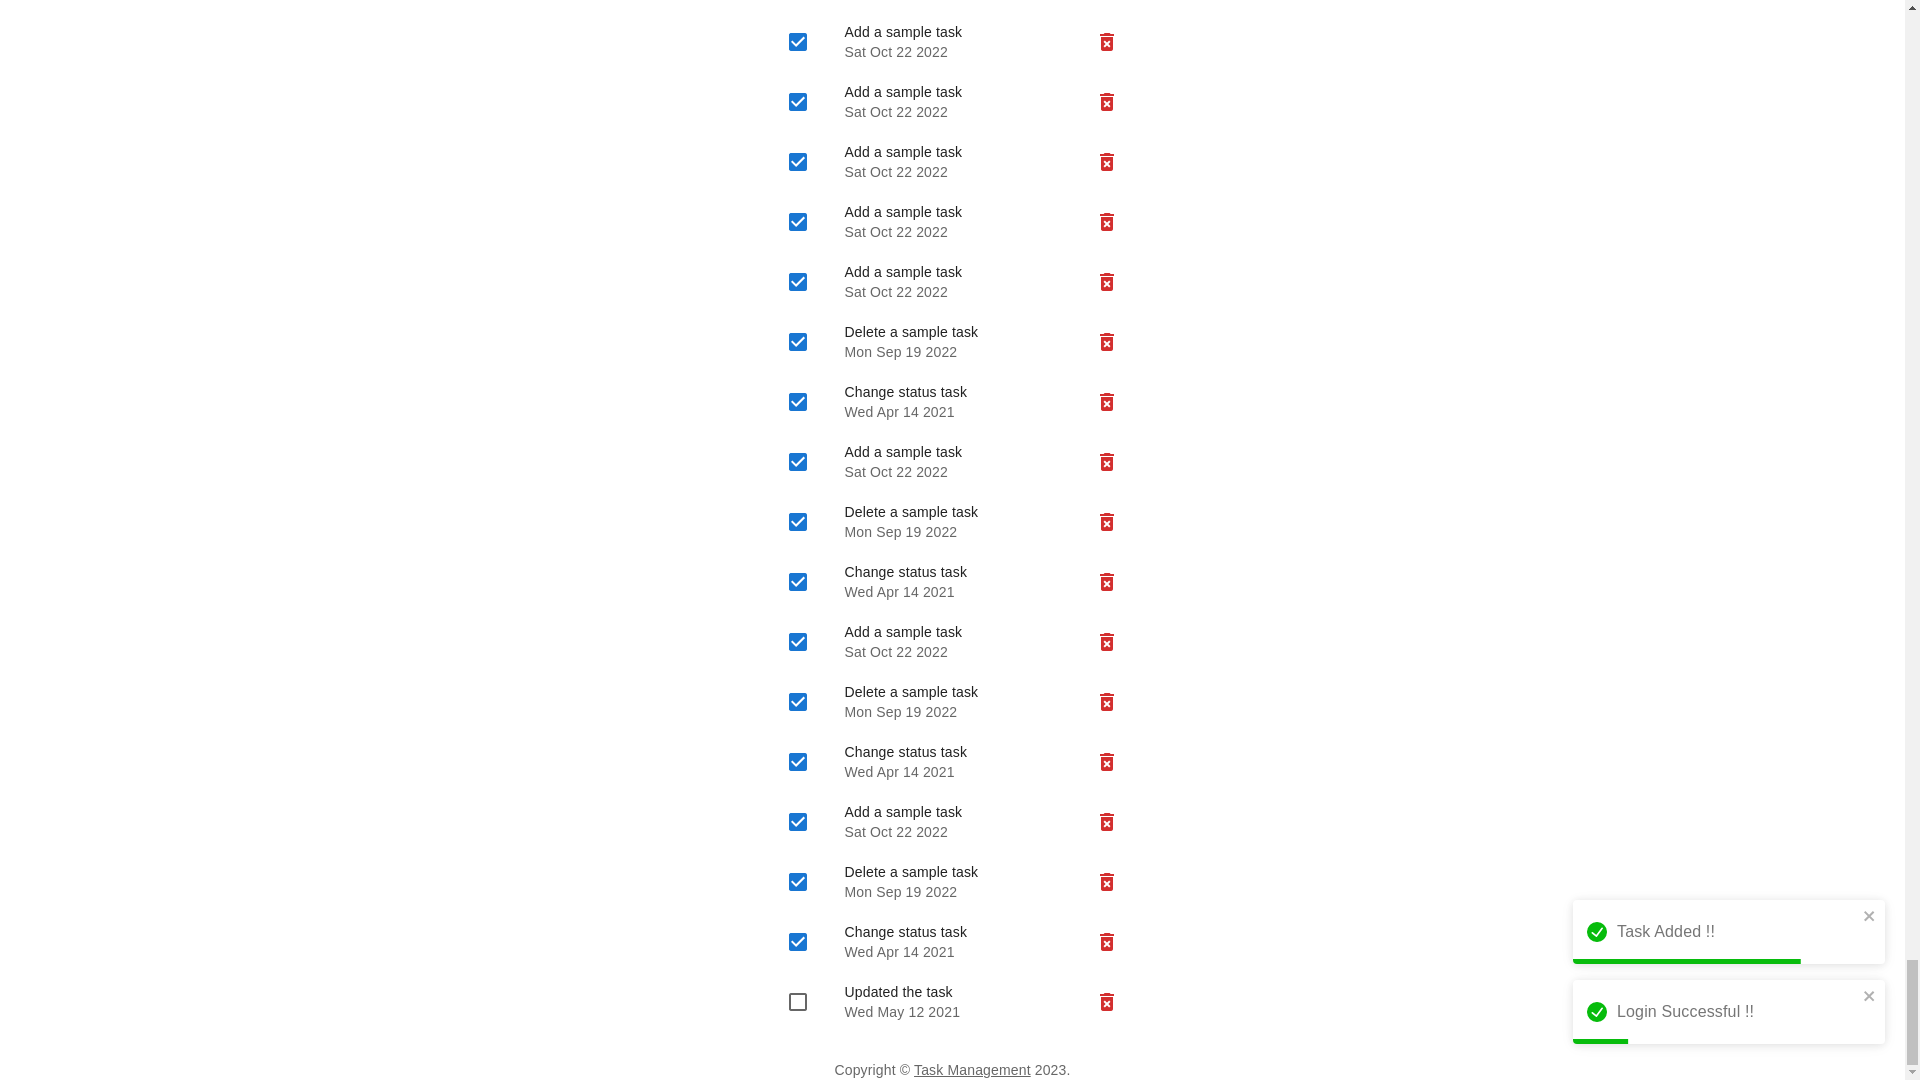 Add a sample task
Sat Oct 22 2022
Add a sample task
Sat Oct 22 2022
Add a sample task
Sat Oct 22 2022
Add a sample task
Sat Oct 22 2022
Add a sample task
Sat Oct 22 2022
Delete a sample task
Mon Sep 19 2022
Change status task
Wed Apr 14 2021
Add a sample task
Sat Oct 22 2022
Delete a sample task
Mon Sep 19 2022
Change status task
Wed Apr 14 2021
Add a sample task
Sat Oct 22 2022
Delete a sample task
Mon Sep 19 2022
Change status task
Wed Apr 14 2021
Add a sample task
Sat Oct 22 2022
Delete a sample task
Mon Sep 19 2022
Change status task
Wed Apr 14 2021
Updated the task
Wed May 12 2021
Copyright © Task Management 2023.
Task Added !!
Login Successful !!